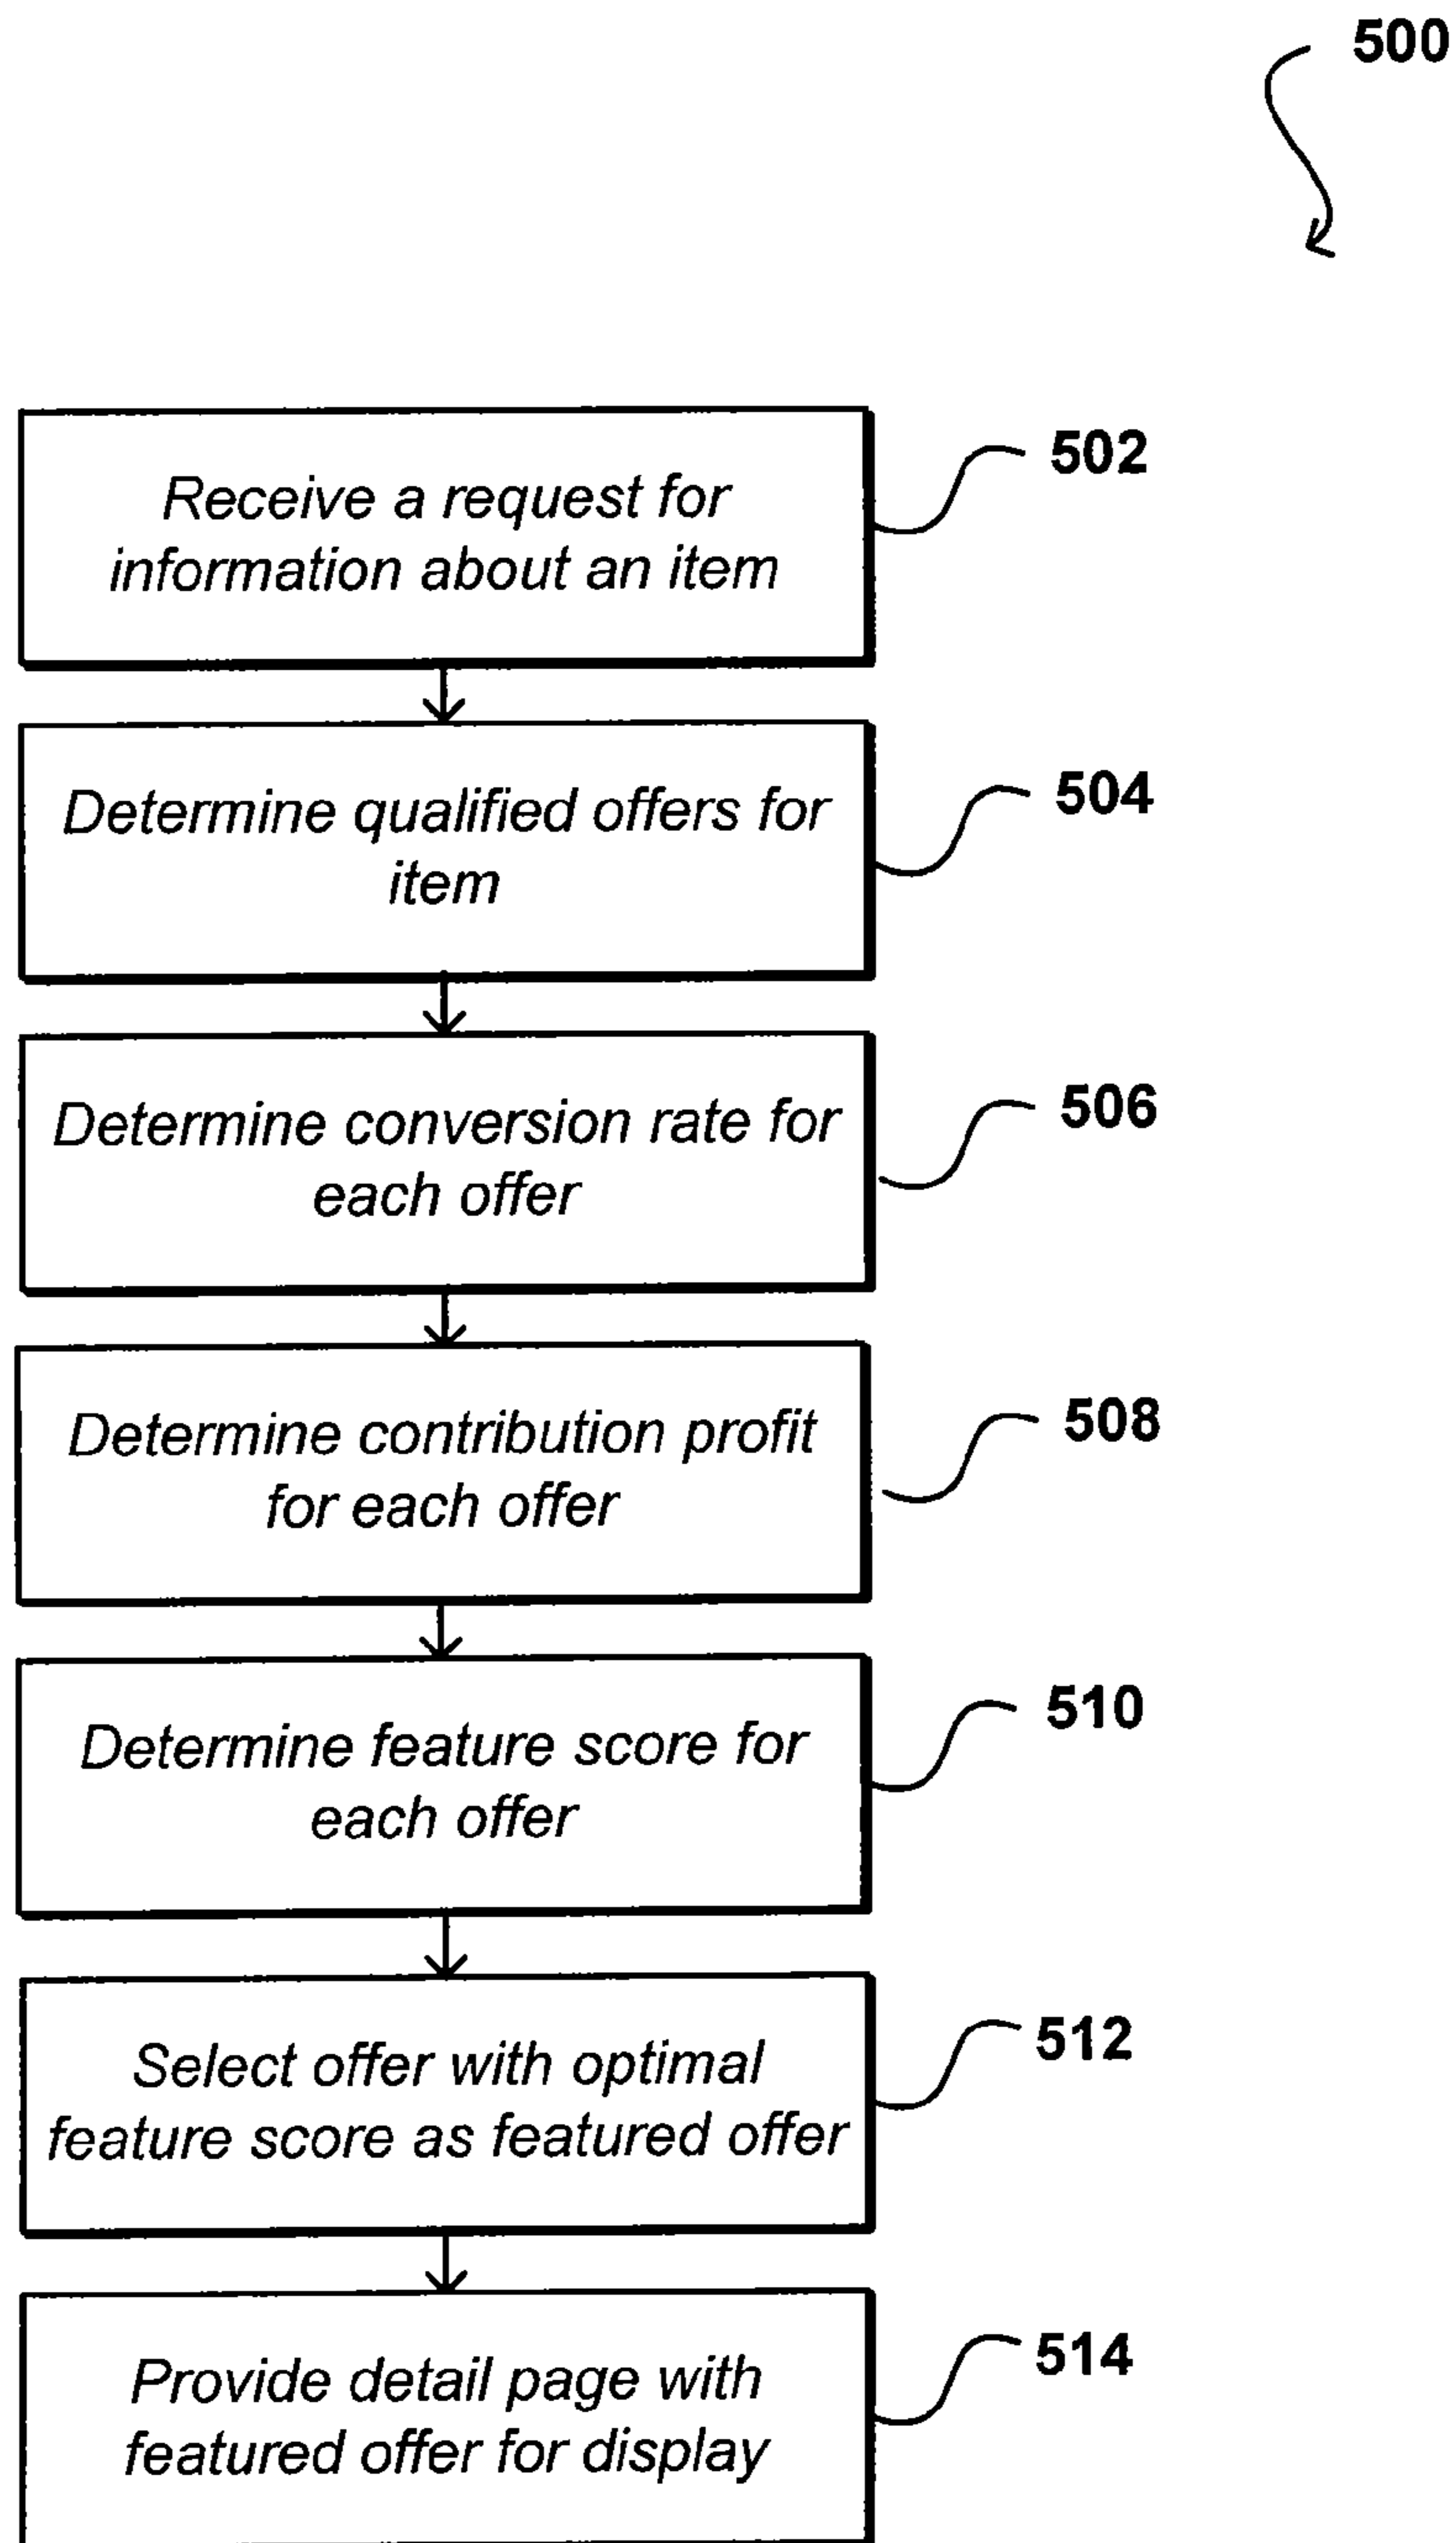 500
Receive a request for
information about an item
502
Determine qualified offers for
item
504
Determine conversion rate for
each offer
506
Determine contribution profit
for each offer
508
Determine feature score for
each offer
510
Select offer with optimal
feature score as featured offer
512
Provide detail page with
featured offer for display
514